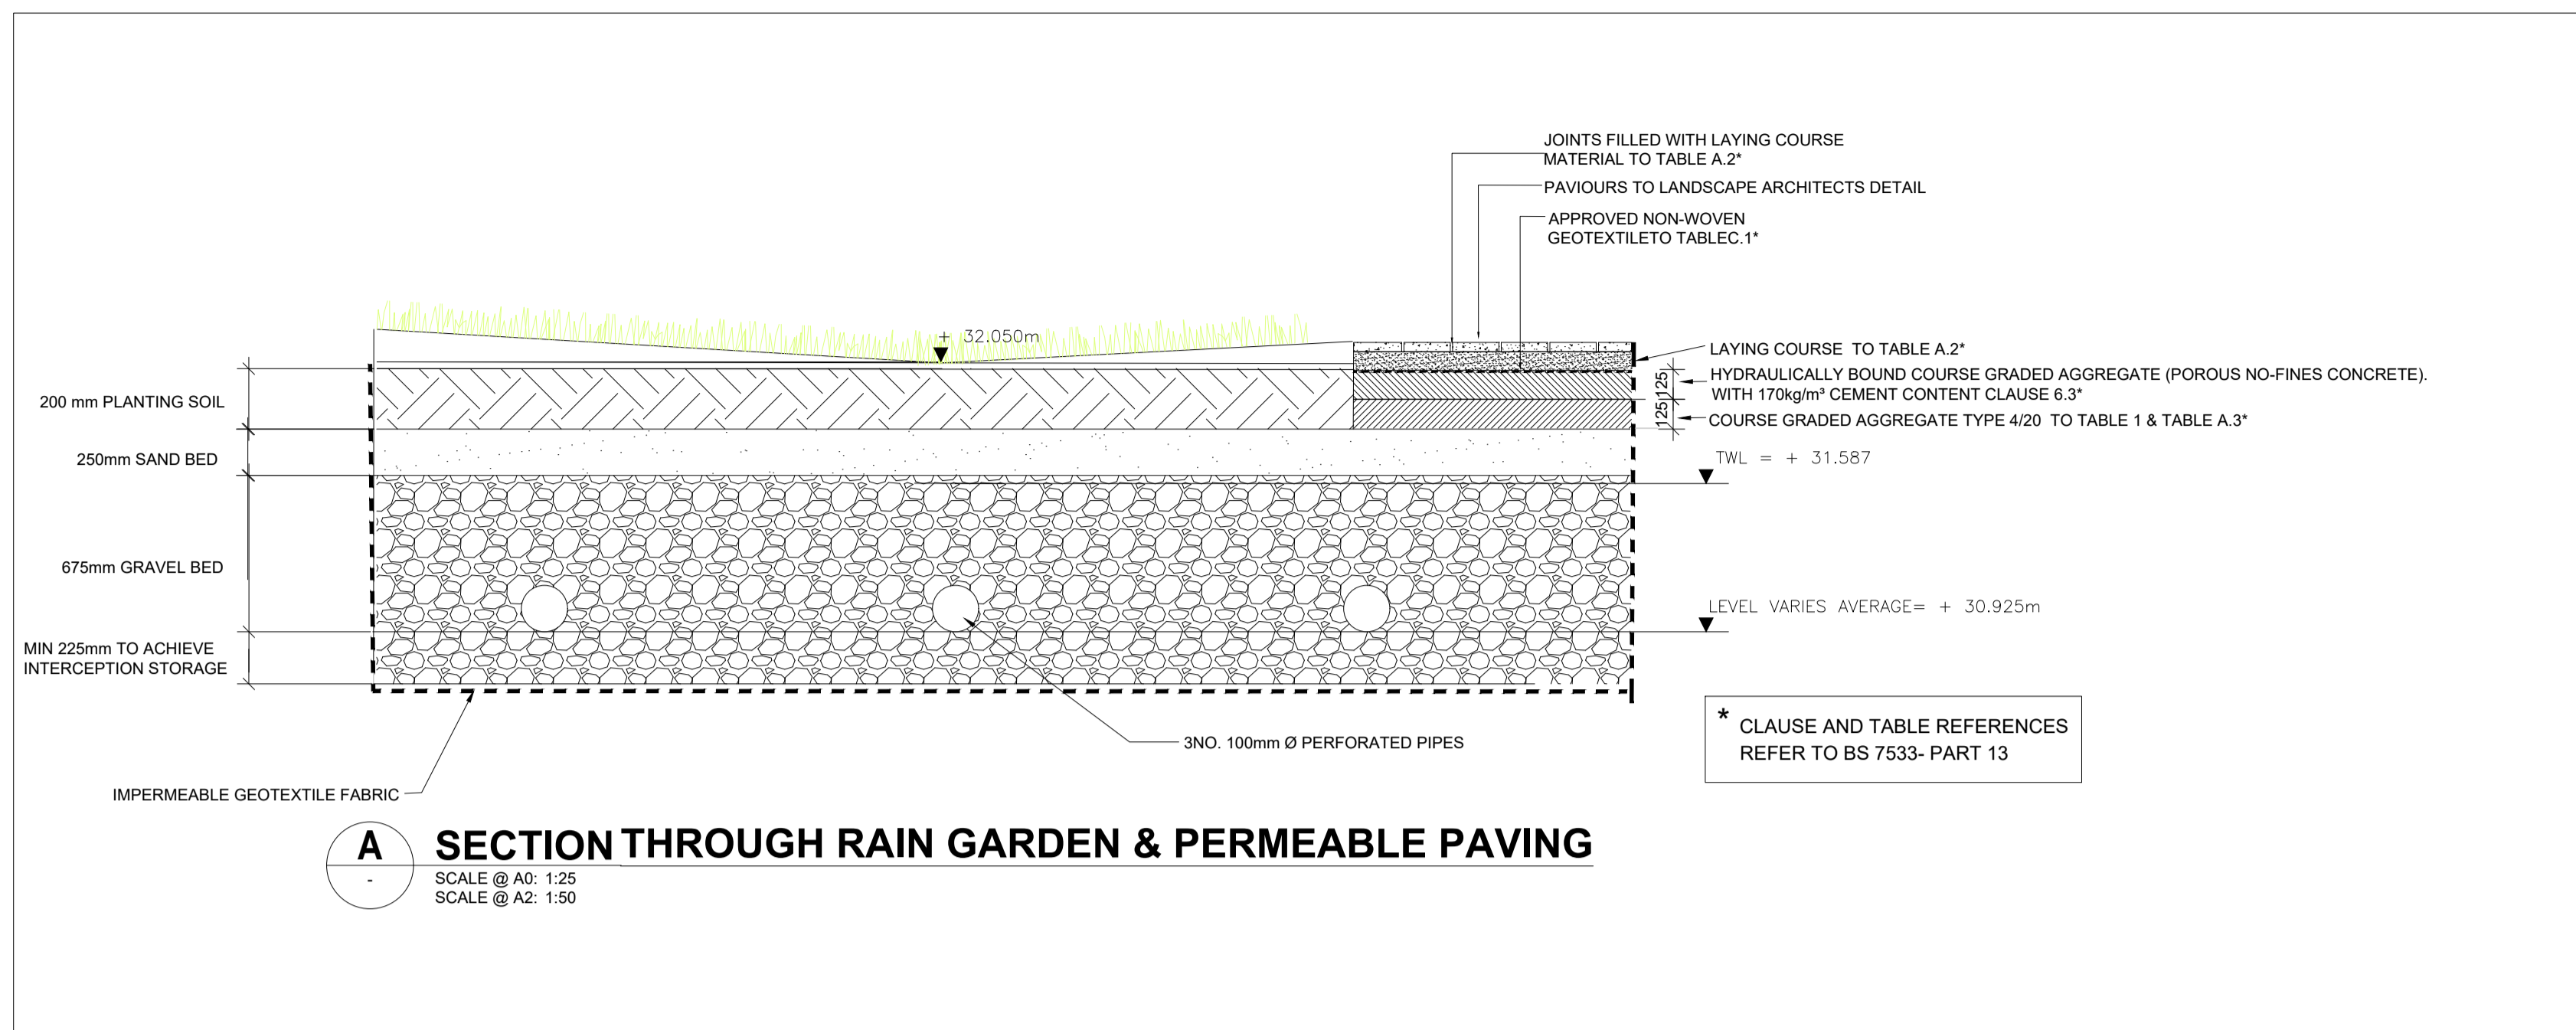 JOINTS FILLED WITH LAYING COURSE
MATERIAL TO TABLE A.2*
PAVIOURS TO LANDSCAPE ARCHITECTS DETAIL
APPROVED NON-WOVEN
GEOTEXTILETO TABLEC.1*
+ 32.050m
LAYING COURSE TO TABLE A.2*
125
HYDRAULICALLY BOUND COURSE GRADED AGGREGATE (POROUS NO-FINES CONCRETE).
WITH 170kg/m³ CEMENT CONTENT CLAUSE 6.3*
125
COURSE GRADED AGGREGATE TYPE 4/20 TO TABLE 1 & TABLE A.3*
200 mm PLANTING SOIL
250mm SAND BED
TWL = + 31.587
675mm GRAVEL BED
LEVEL VARIES AVERAGE= + 30.925m
MIN 225mm TO ACHIEVE
INTERCEPTION STORAGE
* CLAUSE AND TABLE REFERENCES
REFER TO BS 7533- PART 13
3NO. 100mm Ø PERFORATED PIPES
IMPERMEABLE GEOTEXTILE FABRIC
A
-
SECTION THROUGH RAIN GARDEN & PERMEABLE PAVING
SCALE @ A0: 1:25
SCALE @ A2: 1:50